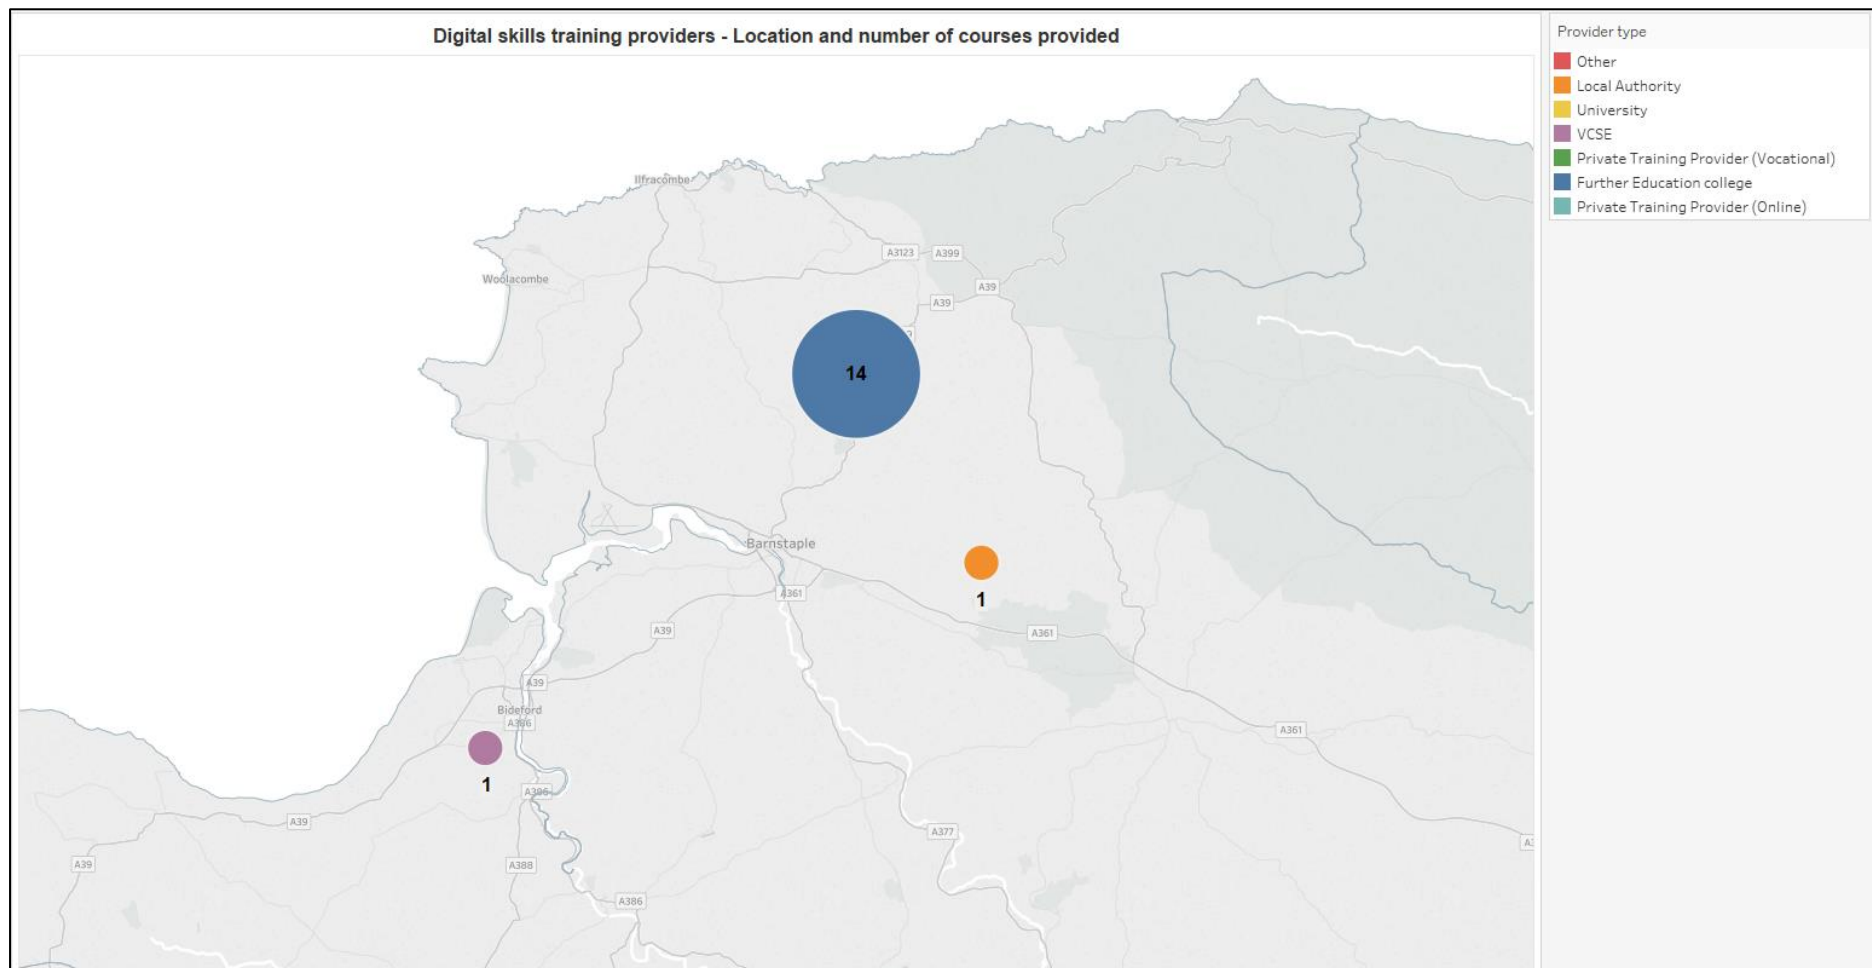 Digital skills training providers - Location and number of courses provided
Provider type
Other
Local Authority
University
VCSE
Private Training Provider (Vocational)
Further Education college
Private Training Provider (Online)
Ilfracombe
A3123
A399
Woolacombe
A39
A39
14
Barnstaple
1
A361
A39
A361
A39
Bideford
A386
A361
1
A386
A39
A377
A39
A388
A386